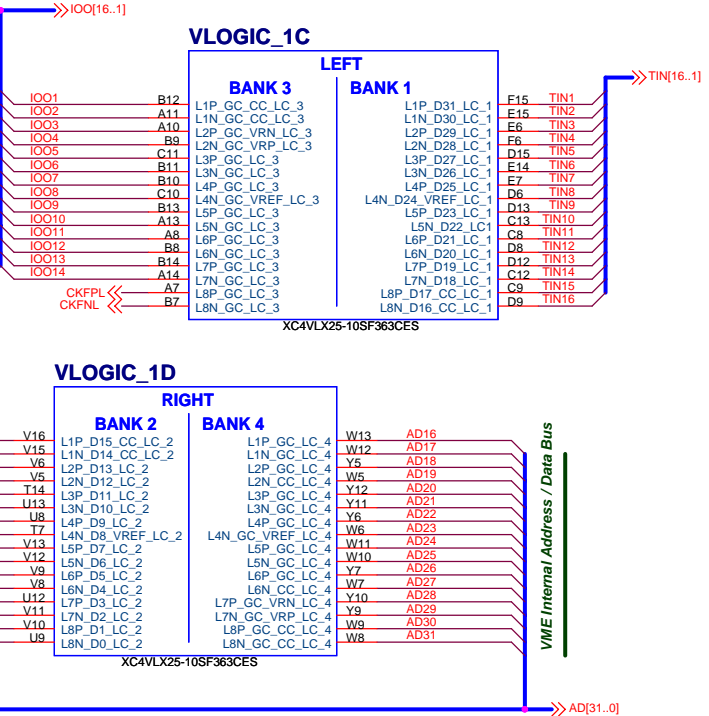 IOO[16..1]
VLOGIC_1C
TIN[16..1]
LEFT
BANK 3 BANK 1
IOO1 B12 L1P_GC_CC_LC_3 L1P_D31_LC_1 F15 TIN1
IOO2 A11 L1N_GC_CC_LC_3 L1N_D30_LC_1 E15 TIN2
IOO3 A10 L2P_GC_VRN_LC_3 L2P_D29_LC_1 E6 TIN3
IOO4 B9 L2N_GC_VRP_LC_3 L2N_D28_LC_1 F6 TIN4
IOO5 C11 L3P_GC_LC_3 L3P_D27_LC_1 D15 TIN5
IOO6 B11 L3N_GC_LC_3 L3N_D26_LC_1 E14 TIN6
IOO7 B10 L4P_GC_LC_3 L4P_D25_LC_1 E7 TIN7
IOO8 C10 L4N_GC_VREF_LC_3 L4N_D24_VREF_LC_1 D6 TIN8
IOO9 B13 L5P_GC_LC_3 L5P_D23_LC_1 D13 TIN9
IOO10 A13 L5N_GC_LC_3 L5N_D22_LC1 C13 TIN10
IOO11 A8 L6P_GC_LC_3 L6P_D21_LC_1 C8 TIN11
IOO12 B8 L6N_GC_LC_3 L6N_D20_LC_1 D8 TIN12
IOO13 B14 L7P_GC_LC_3 L7P_D19_LC_1 D12 TIN13
IOO14 A14 L7N_GC_LC_3 L7N_D18_LC_1 C12 TIN14
CKFPL A7 L8P_GC_LC_3 L8P_D17_CC_LC_1 C9 TIN15
CKFNL B7 L8N_GC_LC_3 L8N_D16_CC_LC_1 D9 TIN16
XC4VLX25-10SF363CES
VLOGIC_1D
RIGHT
BANK 2 BANK 4
V16 L1P_D15_CC_LC_2 L1P_GC_LC_4 W13 AD16
V15 L1N_D14_CC_LC_2 L1N_GC_LC_4 W12 AD17
V6 L2P_D13_LC_2 L2P_GC_LC_4 Y5 AD18
V5 L2N_D12_LC_2 L2N_CC_LC_4 W5 AD19
T14 L3P_D11_LC_2 L3P_GC_LC_4 Y12 AD20
U13 L3N_D10_LC_2 L3N_GC_LC_4 Y11 AD21
U8 L4P_D9_LC_2 L4P_GC_LC_4 Y6 AD22
T7 L4N_D8_VREF_LC_2 L4N_GC_VREF_LC_4 W6 AD23
V13 L5P_D7_LC_2 L5P_GC_LC_4 W11 AD24
V12 L5N_D6_LC_2 L5N_GC_LC_4 W10 AD25
V9 L6P_D5_LC_2 L6P_GC_LC_4 Y7 AD26
V8 L6N_D4_LC_2 L6N_CC_LC_4 W7 AD27
U12 L7P_D3_LC_2 L7P_GC_VRN_LC_4 Y10 AD28
V11 L7N_D2_LC_2 L7N_GC_VRP_LC_4 Y9 AD29
V10 L8P_D1_LC_2 L8P_GC_CC_LC_4 W9 AD30
U9 L8N_D0_LC_2 L8N_GC_CC_LC_4 W8 AD31
XC4VLX25-10SF363CES
VME Internal Address / Data Bus
AD[31..0]